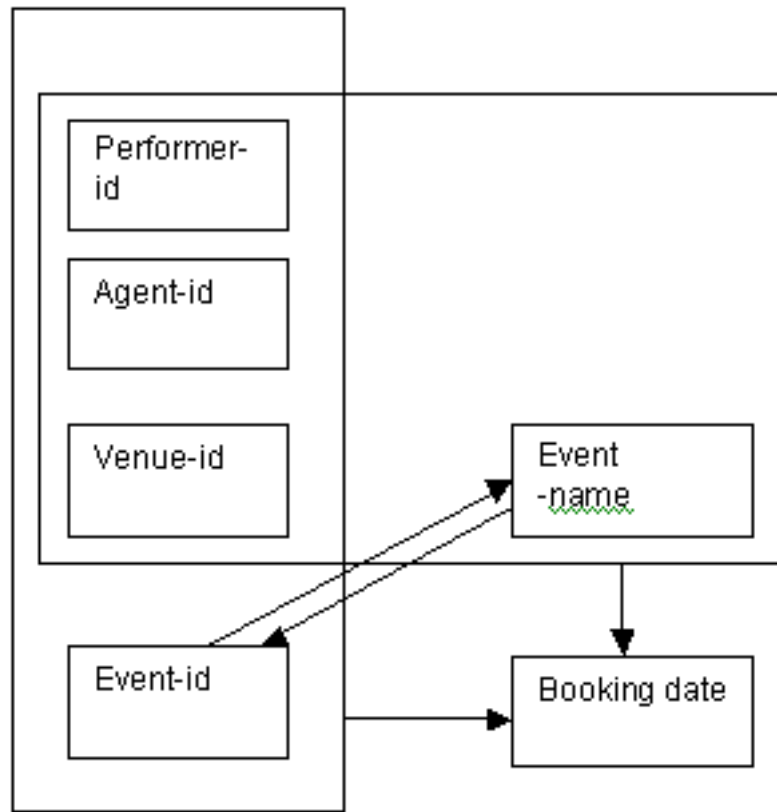 Performer-
id
Agent-id
Venue-id
Event
-name
Event-id
Booking date